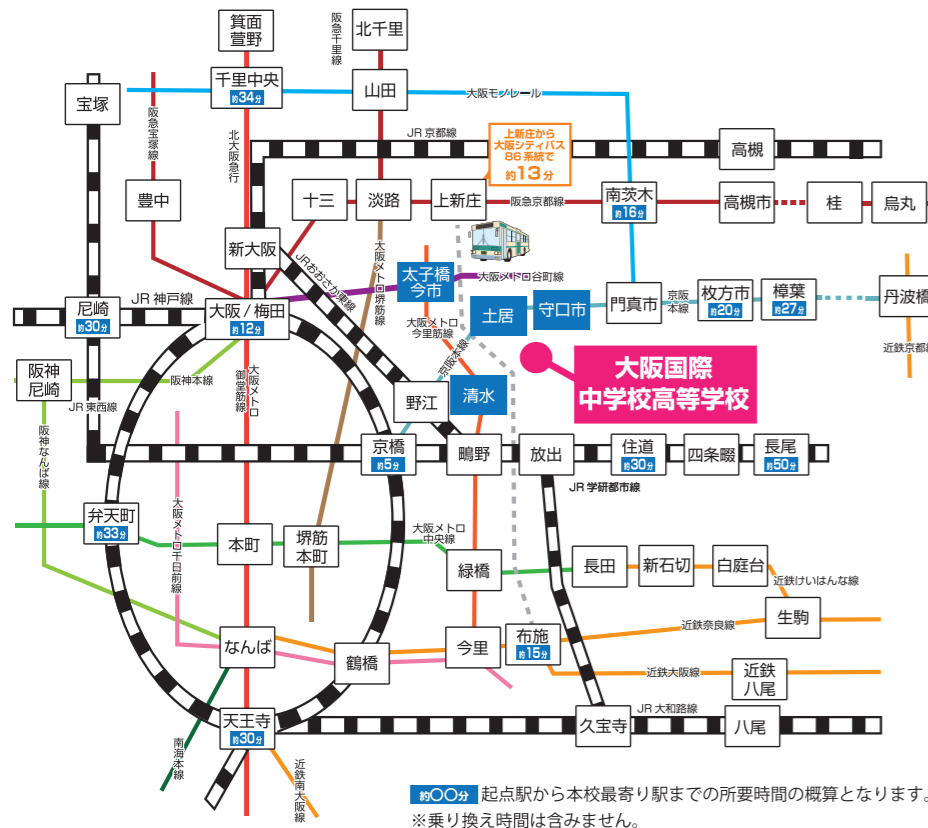 箕面
萱野
阪急千里線
北千里
宝塚
千里中央
約34分
山田
大阪モノレール
阪急宝塚線
北大阪急行
JR 京都線
上新庄から
大阪シティバス
86 系統で
約13分
高槻
豊中
十三
淡路
上新庄
阪急京都線
南茨木
約16分
高槻市
桂
烏丸
新大阪
JRおおさか東線
大阪メトロ堺筋線
太子橋
今市
大阪メトロ谷町線
尼崎
約30分
JR 神戸線
大阪 / 梅田
約12分
大阪メトロ
今里筋線
土居
守口市
門真市
京阪
本線
枚方市
約20分
樟葉
約27分
丹波橋
近鉄京都線
阪神
尼崎
阪神本線
大阪メトロ
御堂筋線
京阪本線
大阪国際
中学校高等学校
JR 東西線
野江
清水
阪神なんば線
京橋
約5分
鴫野
放出
住道
約30分
四条畷
長尾
約50分
JR 学研都市線
弁天町
約33分
大阪メトロ千日前線
本町
堺筋
本町
大阪メトロ
中央線
緑橋
長田
新石切
白庭台
近鉄けいはんな線
生駒
なんば
鶴橋
今里
布施
約15分
近鉄奈良線
近鉄大阪線
近鉄
八尾
天王寺
約30分
南海本線
近鉄南大阪線
久宝寺
JR 大和路線
八尾
約〇〇分 起点駅から本校最寄り駅までの所要時間の概算となります。
※乗り換え時間は含みません。